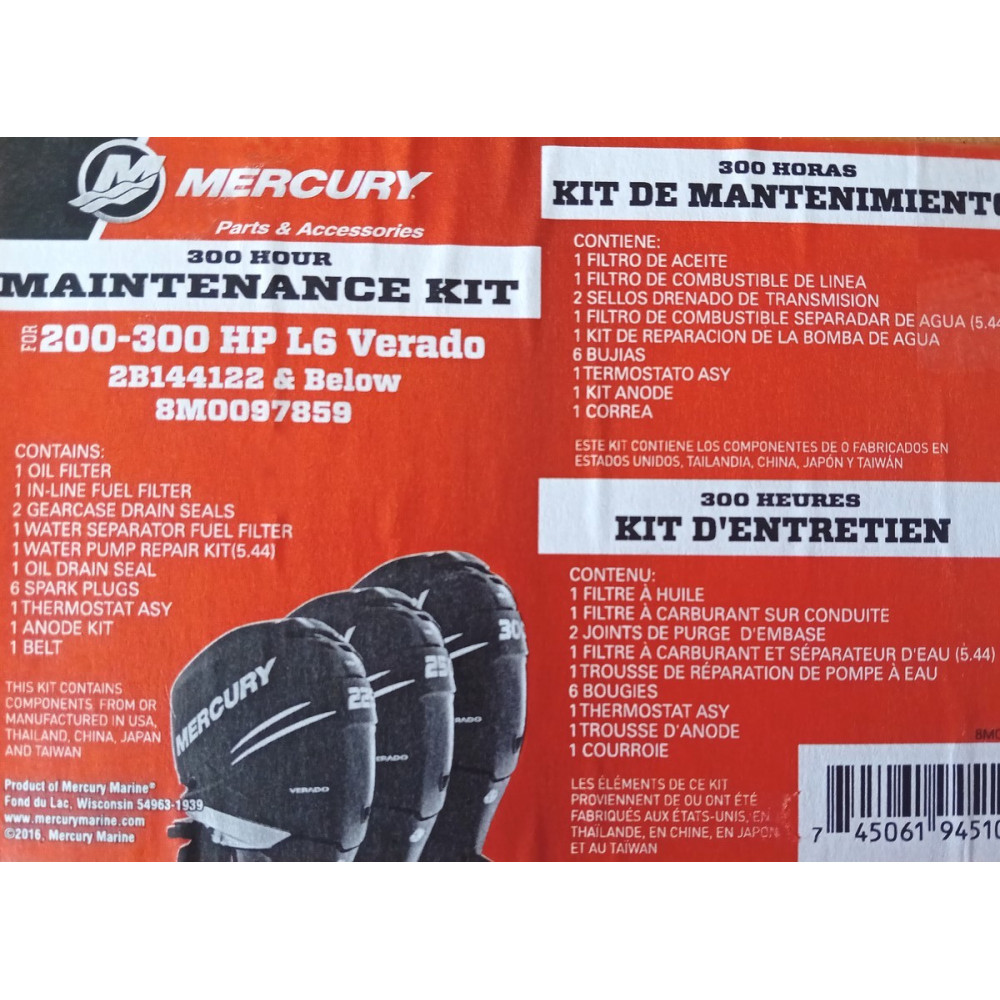 MERCURY
Parts & Accessories
300 HOUR
MAINTENANCE KIT
FOR 200-300 HP L6 Verado
2B144122 & Below
8M0097859
CONTAINS:
1 OIL FILTER
1 IN-LINE FUEL FILTER
2 GEARCASE DRAIN SEALS
1 WATER SEPARATOR FUEL FILTER
1 WATER PUMP REPAIR KIT(5.44)
1 OIL DRAIN SEAL
6 SPARK PLUGS
1 THERMOSTAT ASY
1 ANODE KIT
1 BELT
THIS KIT CONTAINS
COMPONENTS FROM OR
MANUFACTURED IN USA,
THAILAND, CHINA, JAPAN
AND TAIWAN
Product of Mercury Marine®
Fond du Lac, Wisconsin 54963-1939
www.mercurymarine.com
©2016, Mercury Marine
MERCURY
22
VERADO
25
ERADO
30
VERADO
300 HORAS
KIT DE MANTENIMIENTO
CONTIENE:
1 FILTRO DE ACEITE
1 FILTRO DE COMBUSTIBLE DE LINEA
2 SELLOS DRENADO DE TRANSMISION
1 FILTRO DE COMBUSTIBLE SEPARADAR DE AGUA (5.44
1 KIT DE REPARACION DE LA BOMBA DE AGUA
6 BUJIAS
1 TERMOSTATO ASY
1 KIT ANODE
1 CORREA
ESTE KIT CONTIENE LOS COMPONENTES DE O FABRICADOS EN
ESTADOS UNIDOS, TAILANDIA, CHINA, JAPÓN Y TAIWÁN
300 HEURES
KIT D'ENTRETIEN
CONTENU:
1 FILTRE À HUILE
1 FILTRE À CARBURANT SUR CONDUITE
2 JOINTS DE PURGE D'EMBASE
1 FILTRE À CARBURANT ET SÉPARATEUR D'EAU (5.44)
1 TROUSSE DE RÉPARATION DE POMPE À EAU
6 BOUGIES
1 THERMOSTAT ASY
1 TROUSSE D'ANODE
1 COURROIE
LES ÉLÉMENTS DE CE KIT
PROVIENNENT DE OU ONT ÉTÉ
FABRIQUÉS AUX ÉTATS-UNIS, EN
THAÏLANDE, EN CHINE, EN JAPON
ET AU TAÏWAN
8M0
7 45061 94510